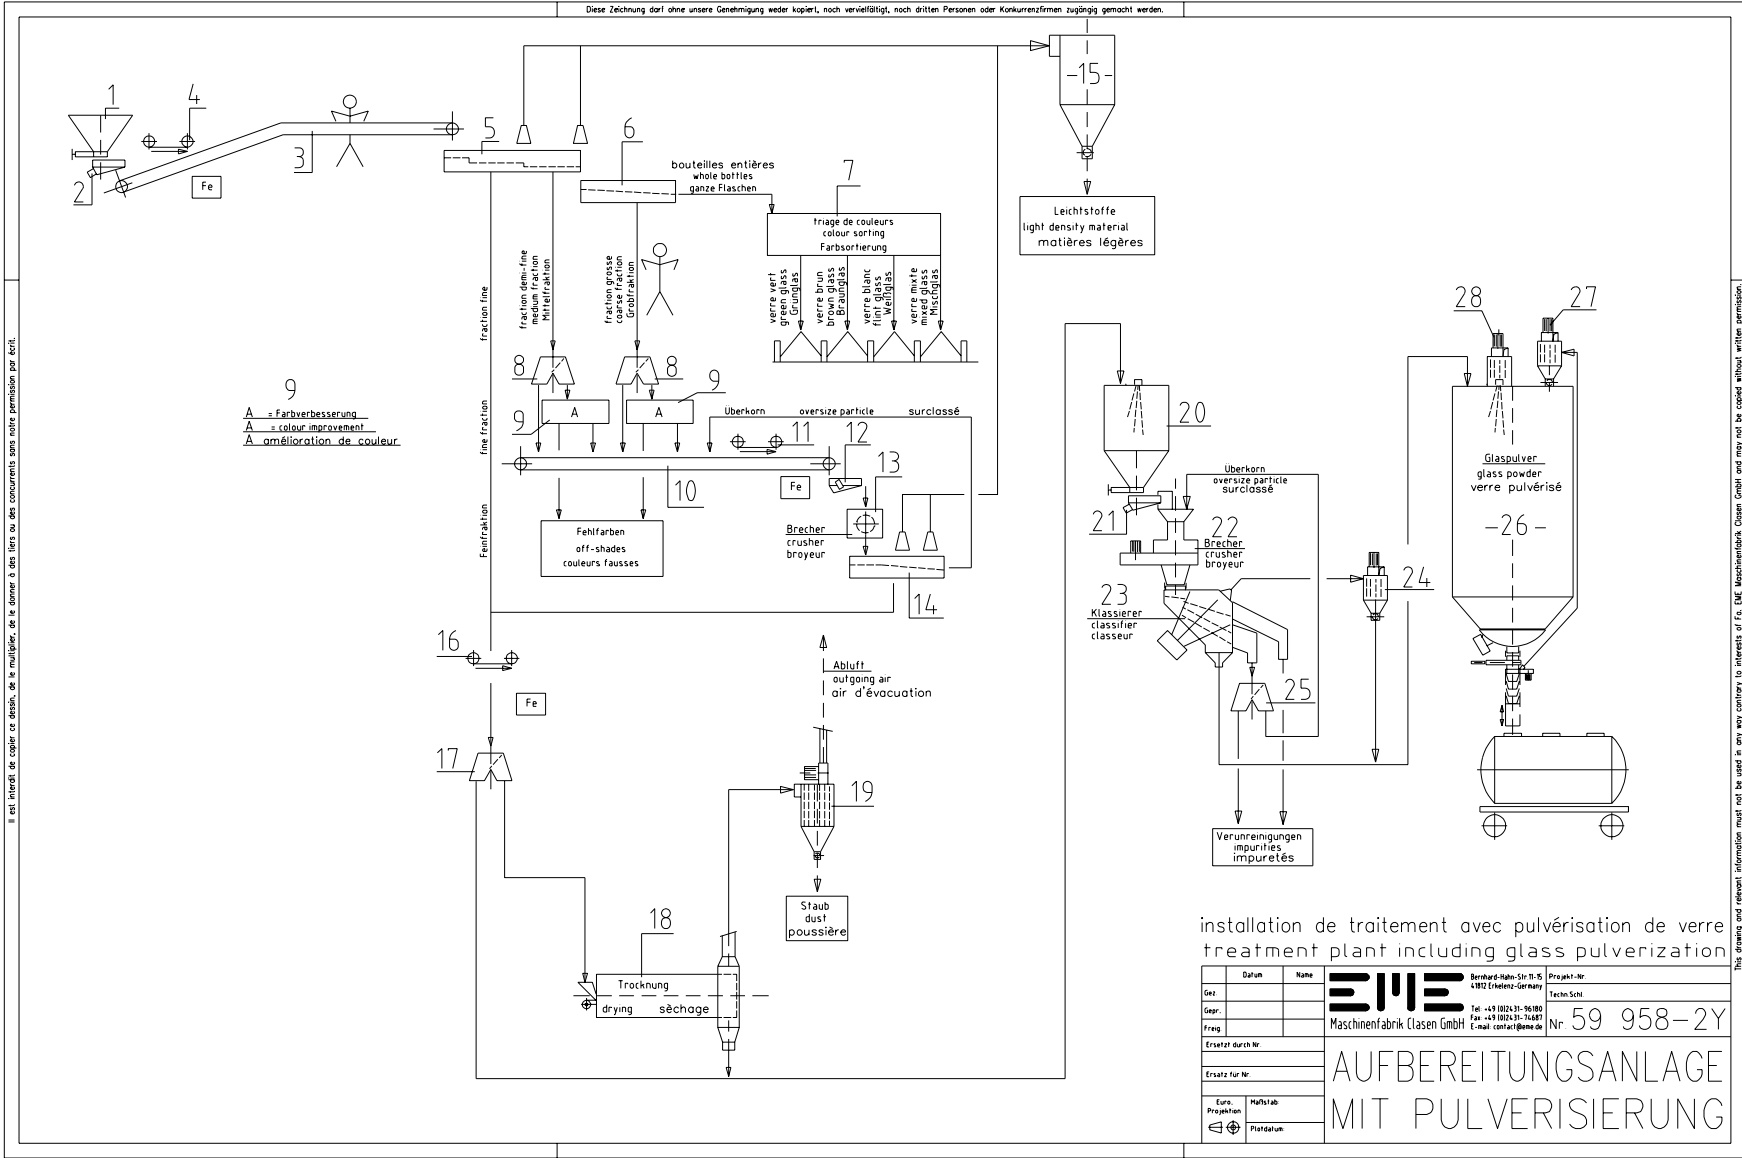 Diese Zeichnung darf ohne unsere Genehmigung weder kopiert, noch vervielfältigt, noch dritten Personen oder Konkurrenzfirmen zugängig gemacht werden.
Il est interdit de copier ce dessin, de le multiplier, de le donner à des tiers ou des concurrents sans notre permission par écrit.
This drawing and relevant information must not be used in any way contrary to interests of Fa. EME Maschinenfabrik Clasen GmbH and may not be copied without written permission.
1
4
2
3
Fe
5
6
bouteilles entières
whole bottles
ganze Flaschen
7
triage de couleurs
colour sorting
Farbsortierung
verre vert
green glass
Grünglas
verre brun
brown glass
Braunglas
verre blanc
flint glass
Weißglas
verre mixte
mixed glass
Mischglas
-15-
Leichtstoffe
light density material
matières légères
fraction fine
fine fraction
Feinfraktion
fraction demi-fine
medium fraction
Mittelfraktion
fraction grosse
coarse fraction
Grobfraktion
8
8
9
A = Farbverbesserung
A = colour improvement
A amélioration de couleur
9
A
A
9
Überkorn oversize particle surclassé
11
12
13
10
Fe
Brecher
crusher
broyeur
Fehlfarben
off-shades
couleurs fausses
14
16
Fe
17
Abluft
outgoing air
air d'évacuation
19
Staub
dust
poussière
18
Trocknung
drying sèchage
20
21
Überkorn
oversize particle
surclassé
22
Brecher
crusher
broyeur
23
Klassierer
classifier
classeur
24
25
Verunreinigungen
impurities
impuretés
28
27
Glaspulver
glass powder
verre pulvérisé
-26-
installation de traitement avec pulvérisation de verre
treatment plant including glass pulverization
Datum Name
Gez.
Gepr.
Freig.
Ersetzt durch Nr.
Ersatz für Nr.
Euro.
Projektion
Maßstab:
Plotdatum:
EME
Maschinenfabrik Clasen GmbH
Bernhard-Hahn-Str.11-15
41812 Erkelenz-Germany
Tel: +49 (0)2431-96180
Fax: +49 (0)2431-74687
E-mail: contact@eme.de
Projekt-Nr.
Techn.Schl.
Nr. 59 958-2Y
AUFBEREITUNGSANLAGE
MIT PULVERISIERUNG